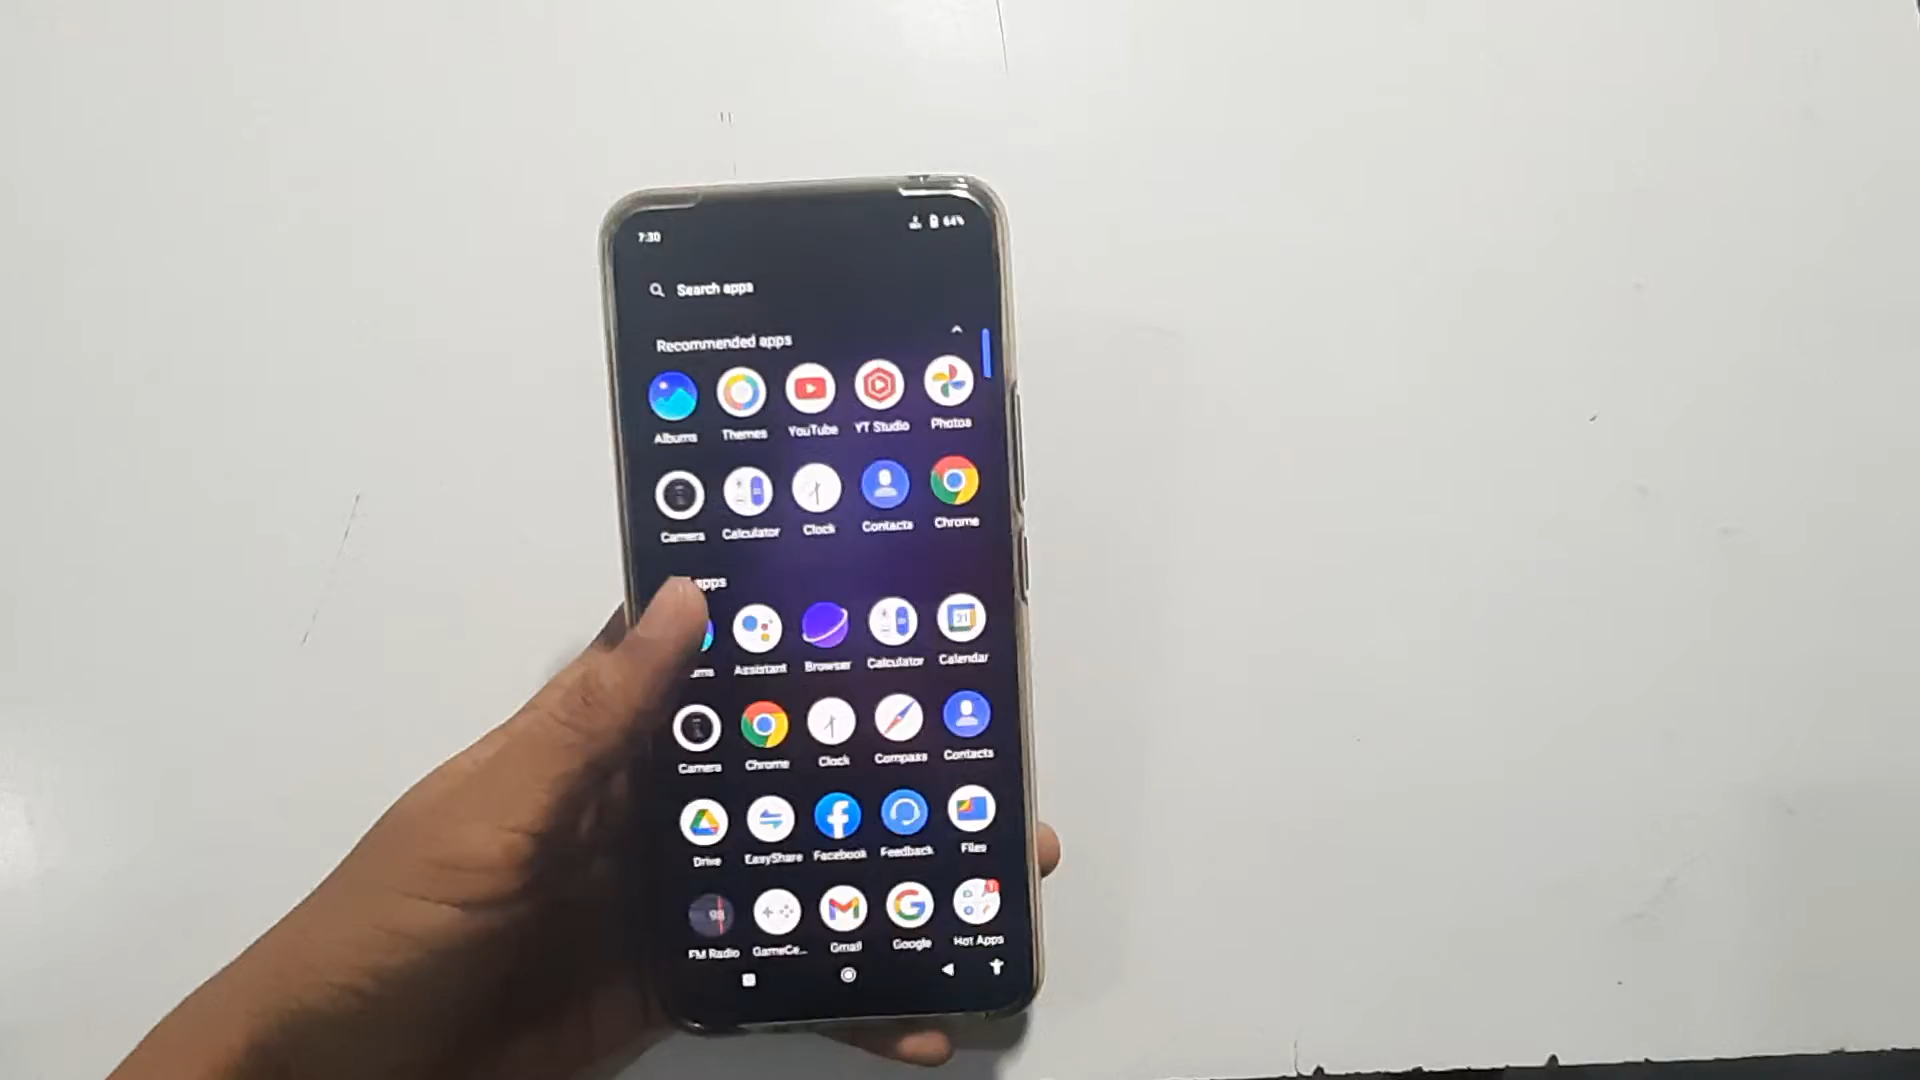 7:30 64%
Search apps
Recommended apps
Albums Themes YouTube YT Studio Photos
Camera Calculator Clock Contacts Chrome
apps
Assistant Browser Calculator Calendar
Camera Chrome Clock Compass Contacts
Drive EasyShare Facebook Feedback Files
FM Radio GameCe... Gmail Google Hot Apps